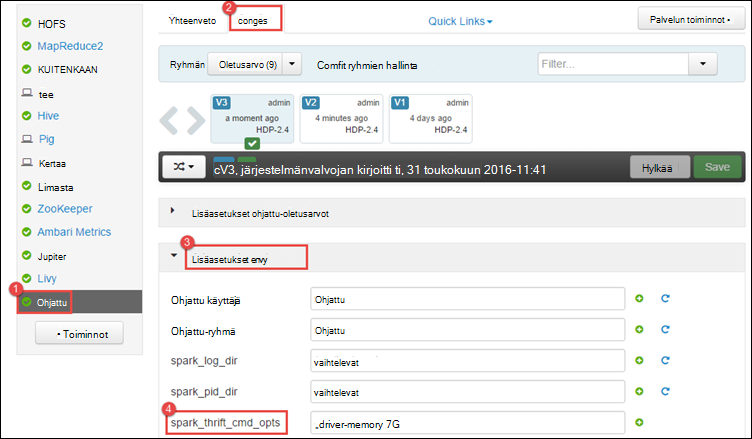 HOFS
MapReduce2
KUITENKAAN
tee
Hive
Pig
Kertaa
Limasta
ZooKeeper
Ambari Metrics
Jupiter
Livy
1
Ohjattu
• Toiminnot
2
Yhteenveto conges Quick Links Palvelun toiminnot •
Ryhmän Oletusarvo (9) Comfit ryhmien hallinta Filter...
V3 admin
a moment ago
HDP-2.4
V2 admin
4 minutes ago
HDP-2.4
V1 admin
4 days ago
HDP-2.4
cV3, järjestelmänvalvojan kirjoitti ti, 31 toukokuun 2016-11:41 Hylkää Save
Lisäasetukset ohjattu-oletusarvot
3
Lisäasetukset ervy
Ohjattu käyttäjä Ohjattu
Ohjattu-ryhmä Ohjattu
spark_log_dir vaihtelevat
spark_pid_dir vaihtelevat
4
spark_thrift_cmd_opts „driver-memory 7G